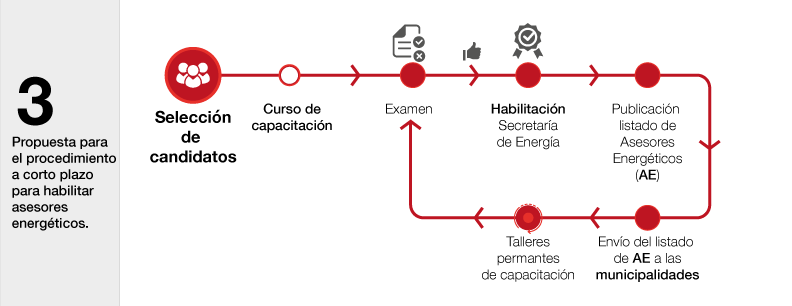 3
Propuesta para
el procedimiento
a corto plazo
para habilitar
asesores
energéticos.
Selección
de
candidatos
Curso de
capacitación
Examen
Habilitación
Secretaría
de Energía
Publicación
listado de
Asesores
Energéticos
(AE)
Talleres
permantes
de capacitación
Envío del listado
de AE a las
municipalidades